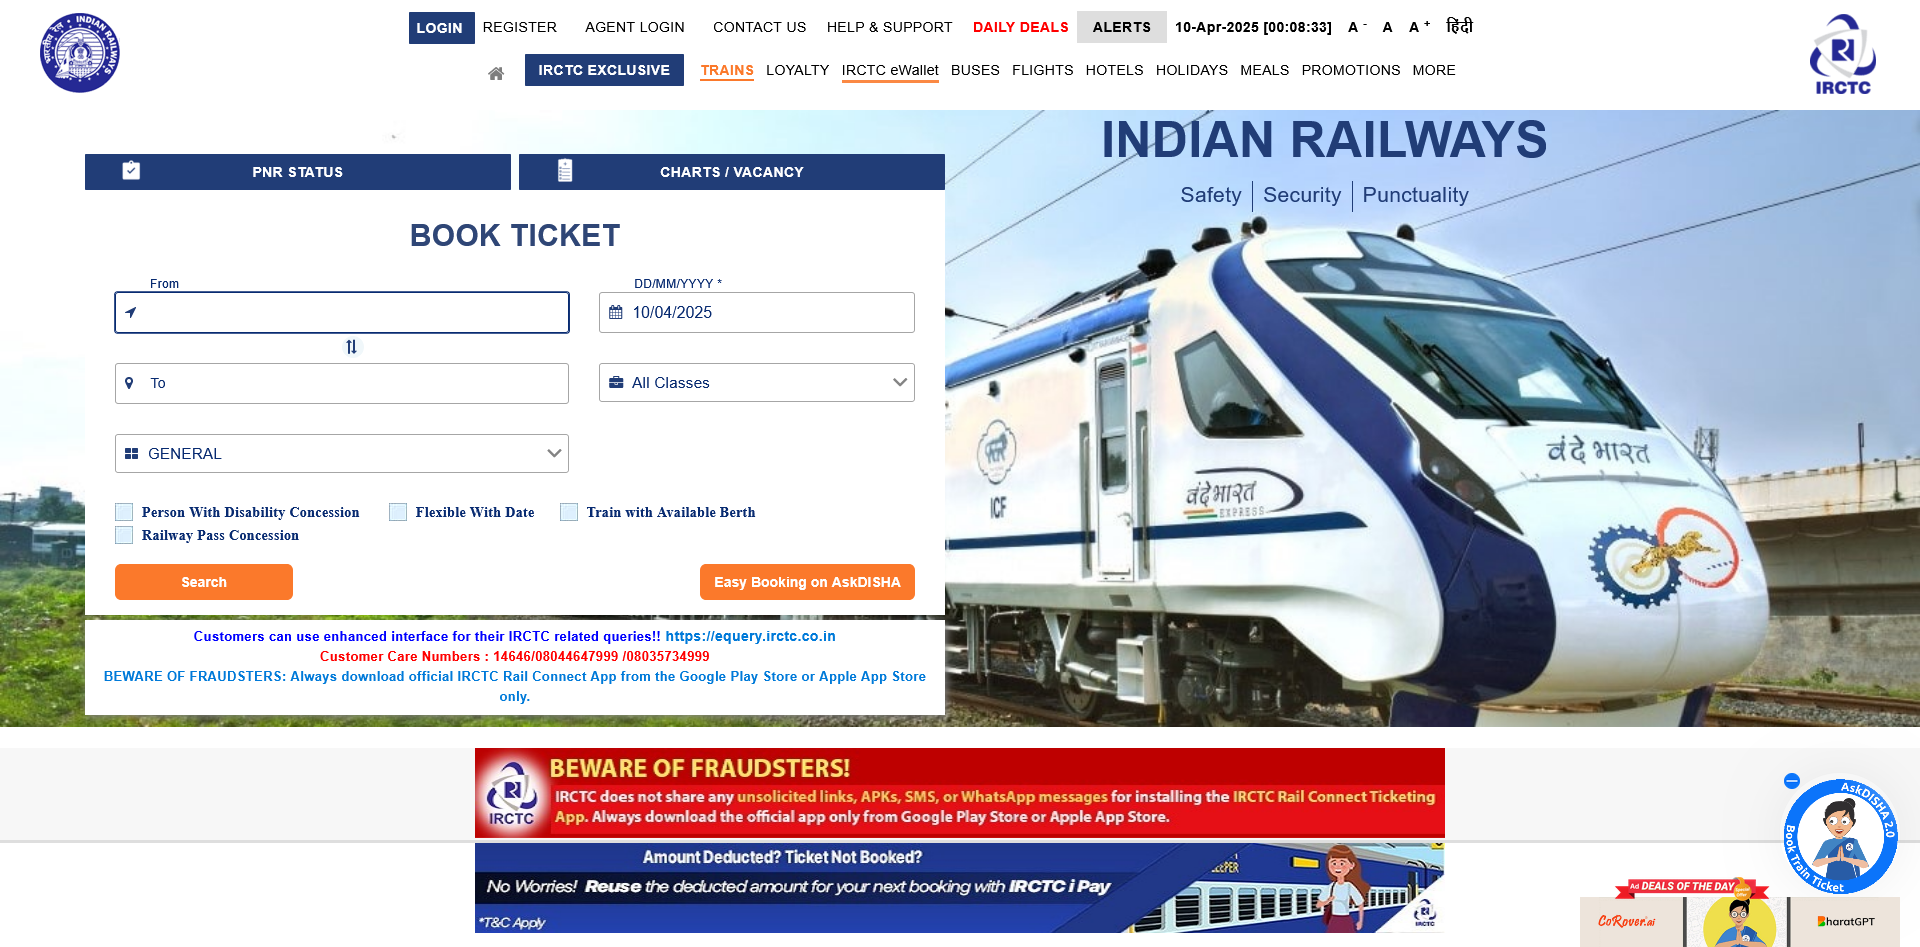 LOGIN REGISTER AGENT LOGIN CONTACT US HELP & SUPPORT DAILY DEALS ALERTS 10-Apr-2025 [00:08:33] A - A A + हिंदी
IRCTC EXCLUSIVE TRAINS LOYALTY IRCTC eWallet BUSES FLIGHTS HOTELS HOLIDAYS MEALS PROMOTIONS MORE
INDIAN RAILWAYS
IRCTC
INDIAN RAILWAYS
Safety | Security | Punctuality
PNR STATUS
CHARTS / VACANCY
BOOK TICKET
From
DD/MM/YYYY *
10/04/2025
To
All Classes
GENERAL
Person With Disability Concession
Flexible With Date
Train with Available Berth
Railway Pass Concession
Search
Easy Booking on AskDISHA
वंदे भारत
वंदे भारत
EXPRESS
ICF
Customers can use enhanced interface for their IRCTC related queries!! https://equery.irctc.co.in
Customer Care Numbers : 14646/08044647999 /08035734999
BEWARE OF FRAUDSTERS: Always download official IRCTC Rail Connect App from the Google Play Store or Apple App Store
only.
IRCTC
BEWARE OF FRAUDSTERS!
IRCTC does not share any unsolicited links, APKs, SMS, or WhatsApp messages for installing the IRCTC Rail Connect Ticketing
App. Always download the official app only from Google Play Store or Apple App Store.
Amount Deducted? Ticket Not Booked?
No Worries! Reuse the deducted amount for your next booking with IRCTC i Pay
*T&C Apply
IRCTC
AskDISHA 2.0
Book Train Ticket
Ad DEALS OF THE DAY
CoRover.ai
BharatGPT